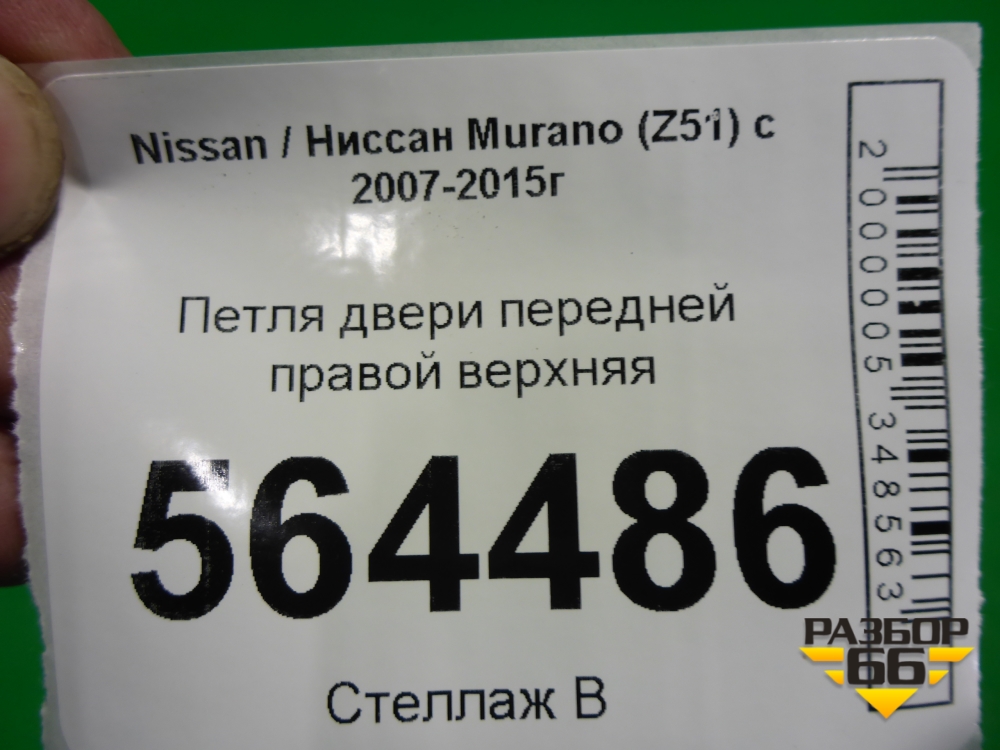 Nissan / Ниссан Murano (Z51) с
2007-2015г
Петля двери передней
правой верхняя
564486
Стеллаж В
2000005348563
РАЗБОР
66